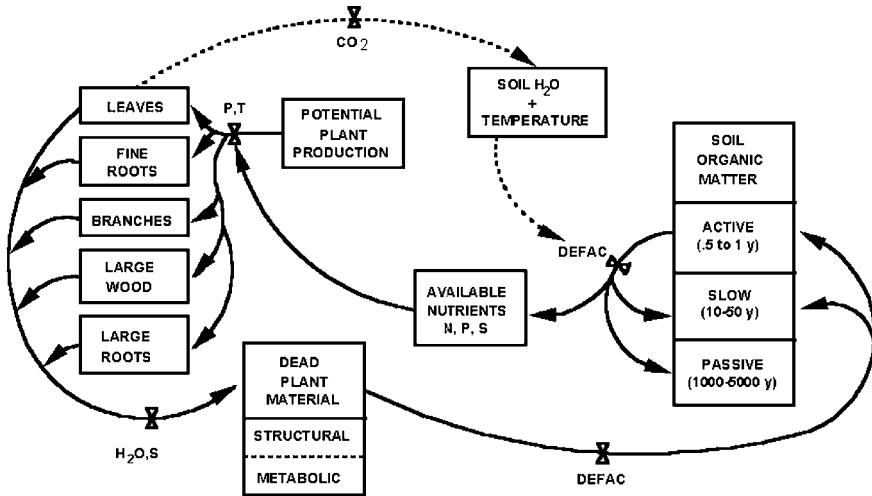 CO2
LEAVES
P,T
POTENTIAL
PLANT
PRODUCTION
SOIL H2O
+
TEMPERATURE
FINE
ROOTS
BRANCHES
LARGE
WOOD
LARGE
ROOTS
SOIL
ORGANIC
MATTER
ACTIVE
(.5 to 1 y)
SLOW
(10-50 y)
PASSIVE
(1000-5000 y)
DEFAC
AVAILABLE
NUTRIENTS
N, P, S
DEAD
PLANT
MATERIAL
STRUCTURAL
METABOLIC
H2O,S
DEFAC